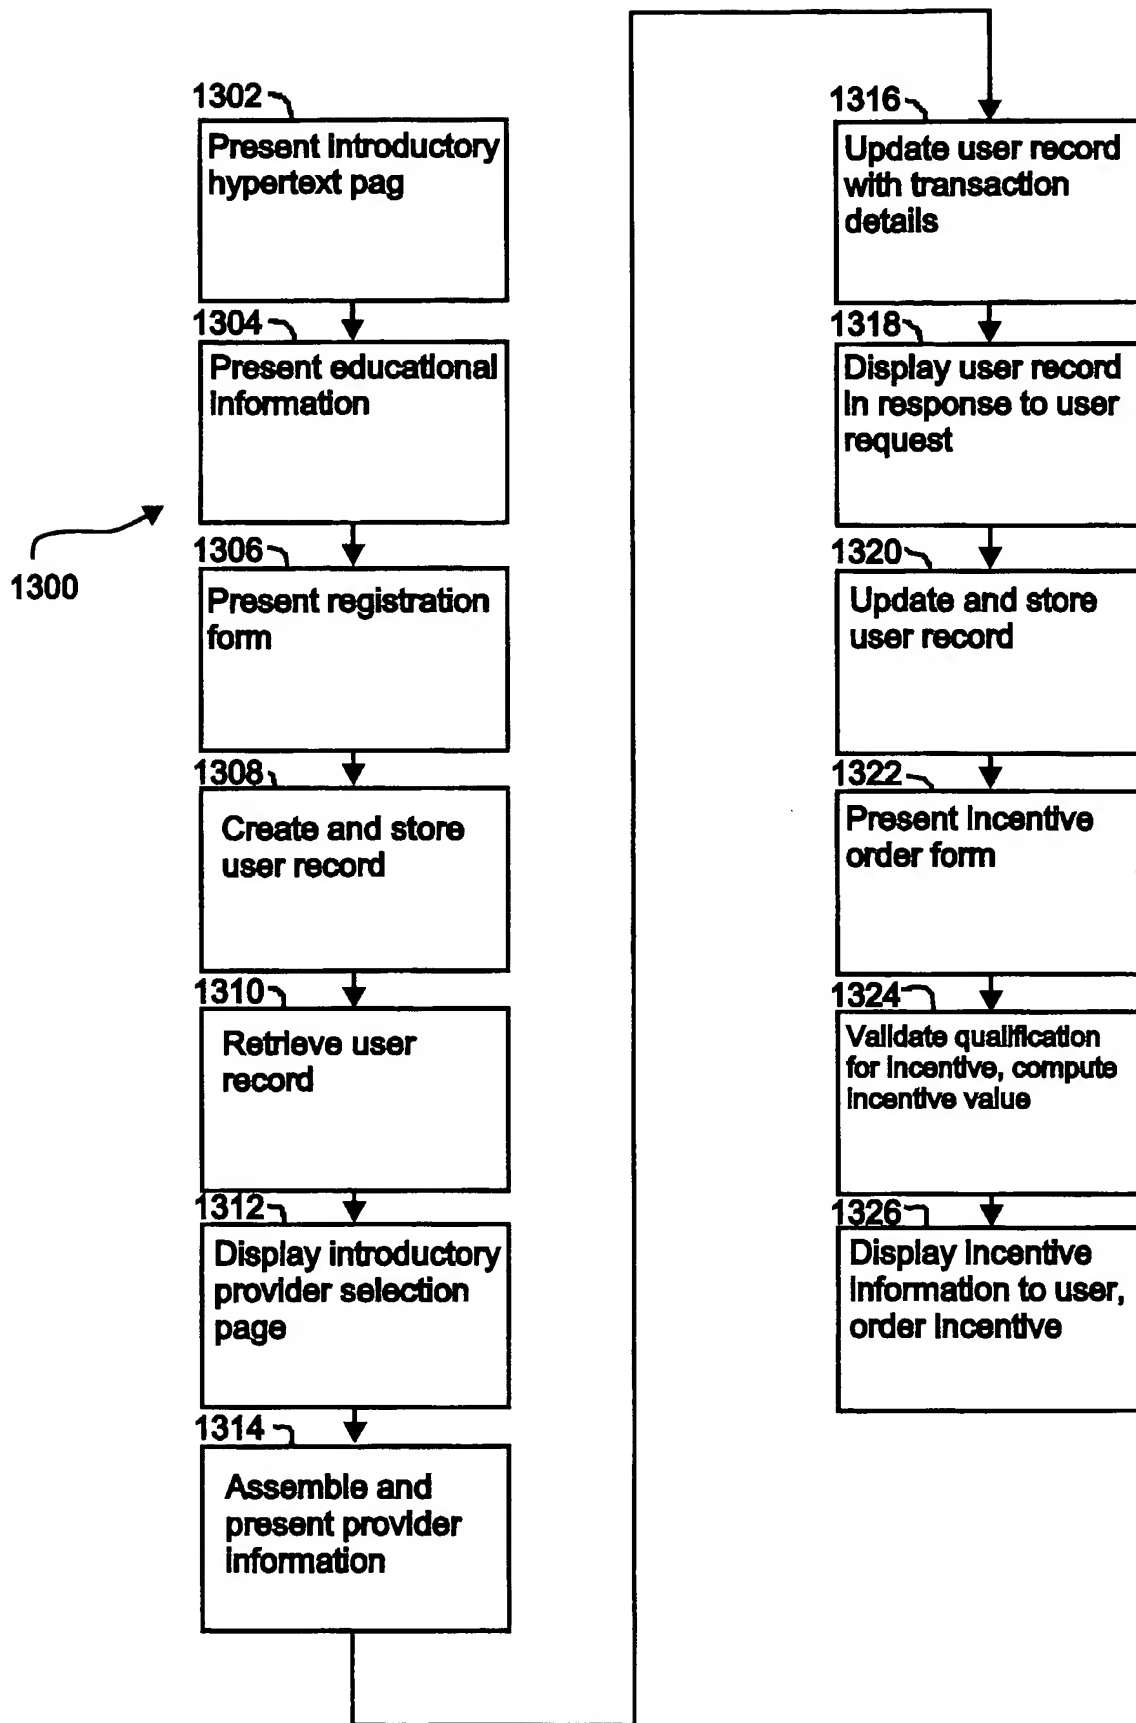 1302
Present introductory
hypertext pag
1304
Present educational
information
1300
1306
Present registration
form
1308
Create and store
user record
1310
Retrieve user
record
1312
Display introductory
provider selection
page
1314
Assemble and
present provider
information
1316
Update user record
with transaction
details
1318
Display user record
in response to user
request
1320
Update and store
user record
1322
Present incentive
order form
1324
Validate qualification
for incentive, compute
incentive value
1326
Display incentive
information to user,
order incentive